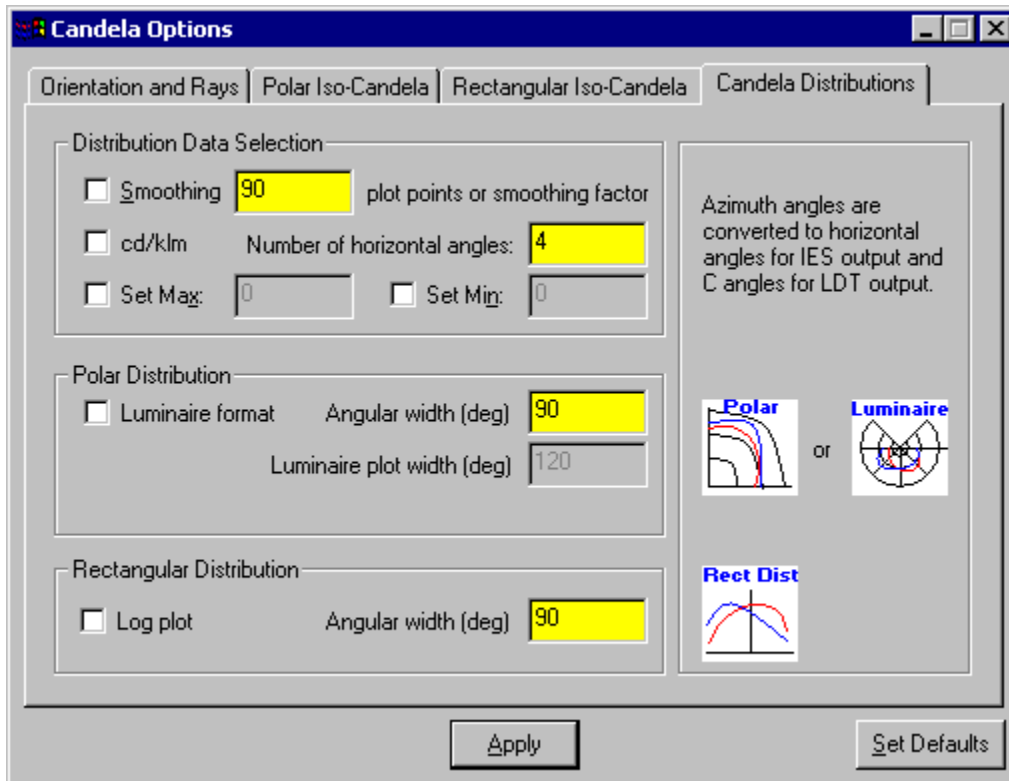 Candela Options
Orientation and Rays
Polar Iso-Candela
Rectangular Iso-Candela
Candela Distributions
Distribution Data Selection
Smoothing 90 plot points or smoothing factor
cd/klm Number of horizontal angles: 4
Set Max: 0 Set Min: 0
Azimuth angles are
converted to horizontal
angles for IES output and
C angles for LDT output.
Polar Distribution
Luminaire format Angular width (deg) 90
Luminaire plot width (deg) 120
Polar or Luminaire
Rectangular Distribution
Log plot Angular width (deg) 90
Rect Dist
Apply
Set Defaults